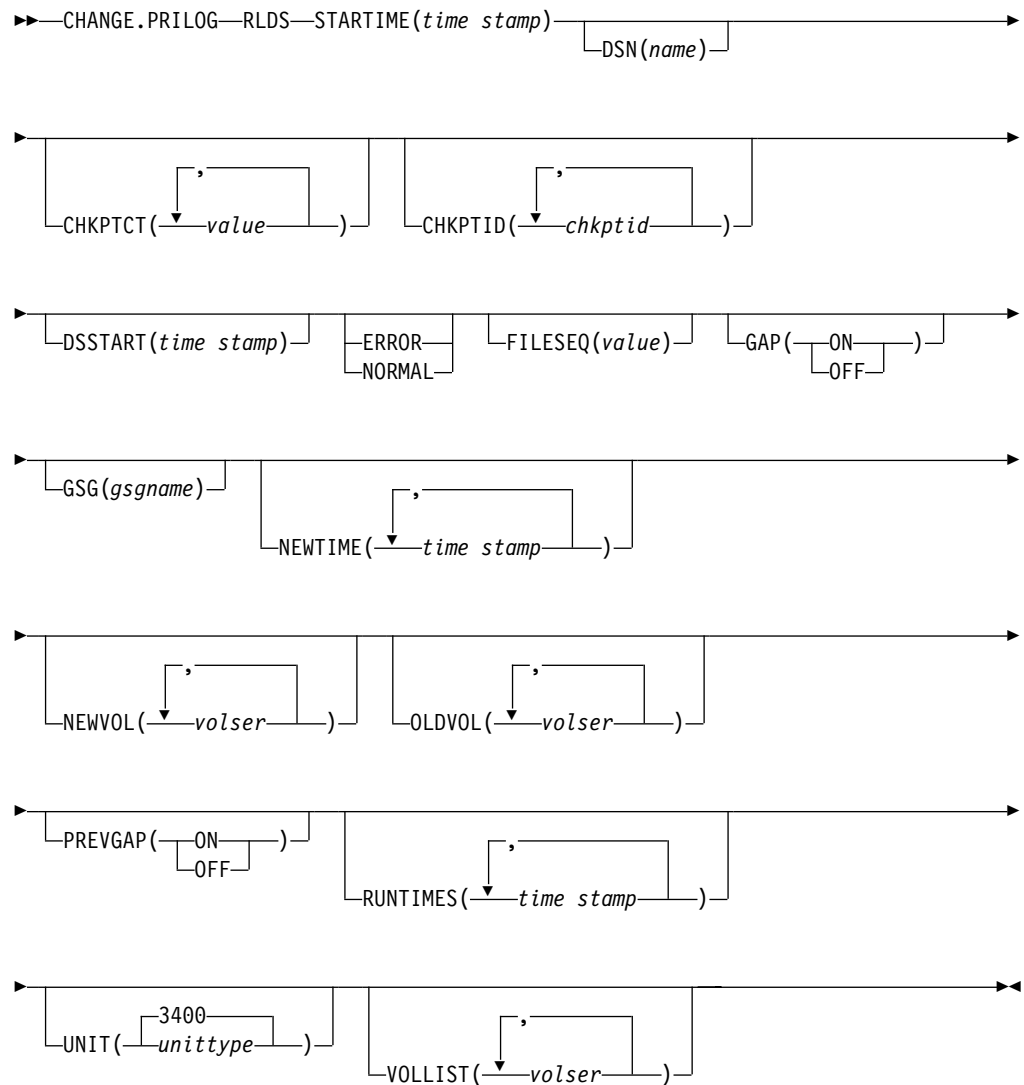 CHANGE.PRILOG RLDS STARTIME(time stamp)
DSN(name)
, ,
CHKPTCT( value ) CHKPTID( chkptid )
DSSTART(time stamp) ERROR FILESEQ(value) GAP( ON )
NORMAL OFF
GSG(gsgname) ,
NEWTIME( time stamp )
, ,
NEWVOL( volser ) OLDVOL( volser )
PREVGAP( ON ) ,
OFF
RUNTIMES( time stamp )
3400 ,
UNIT( unittype )
VOLLIST( volser )